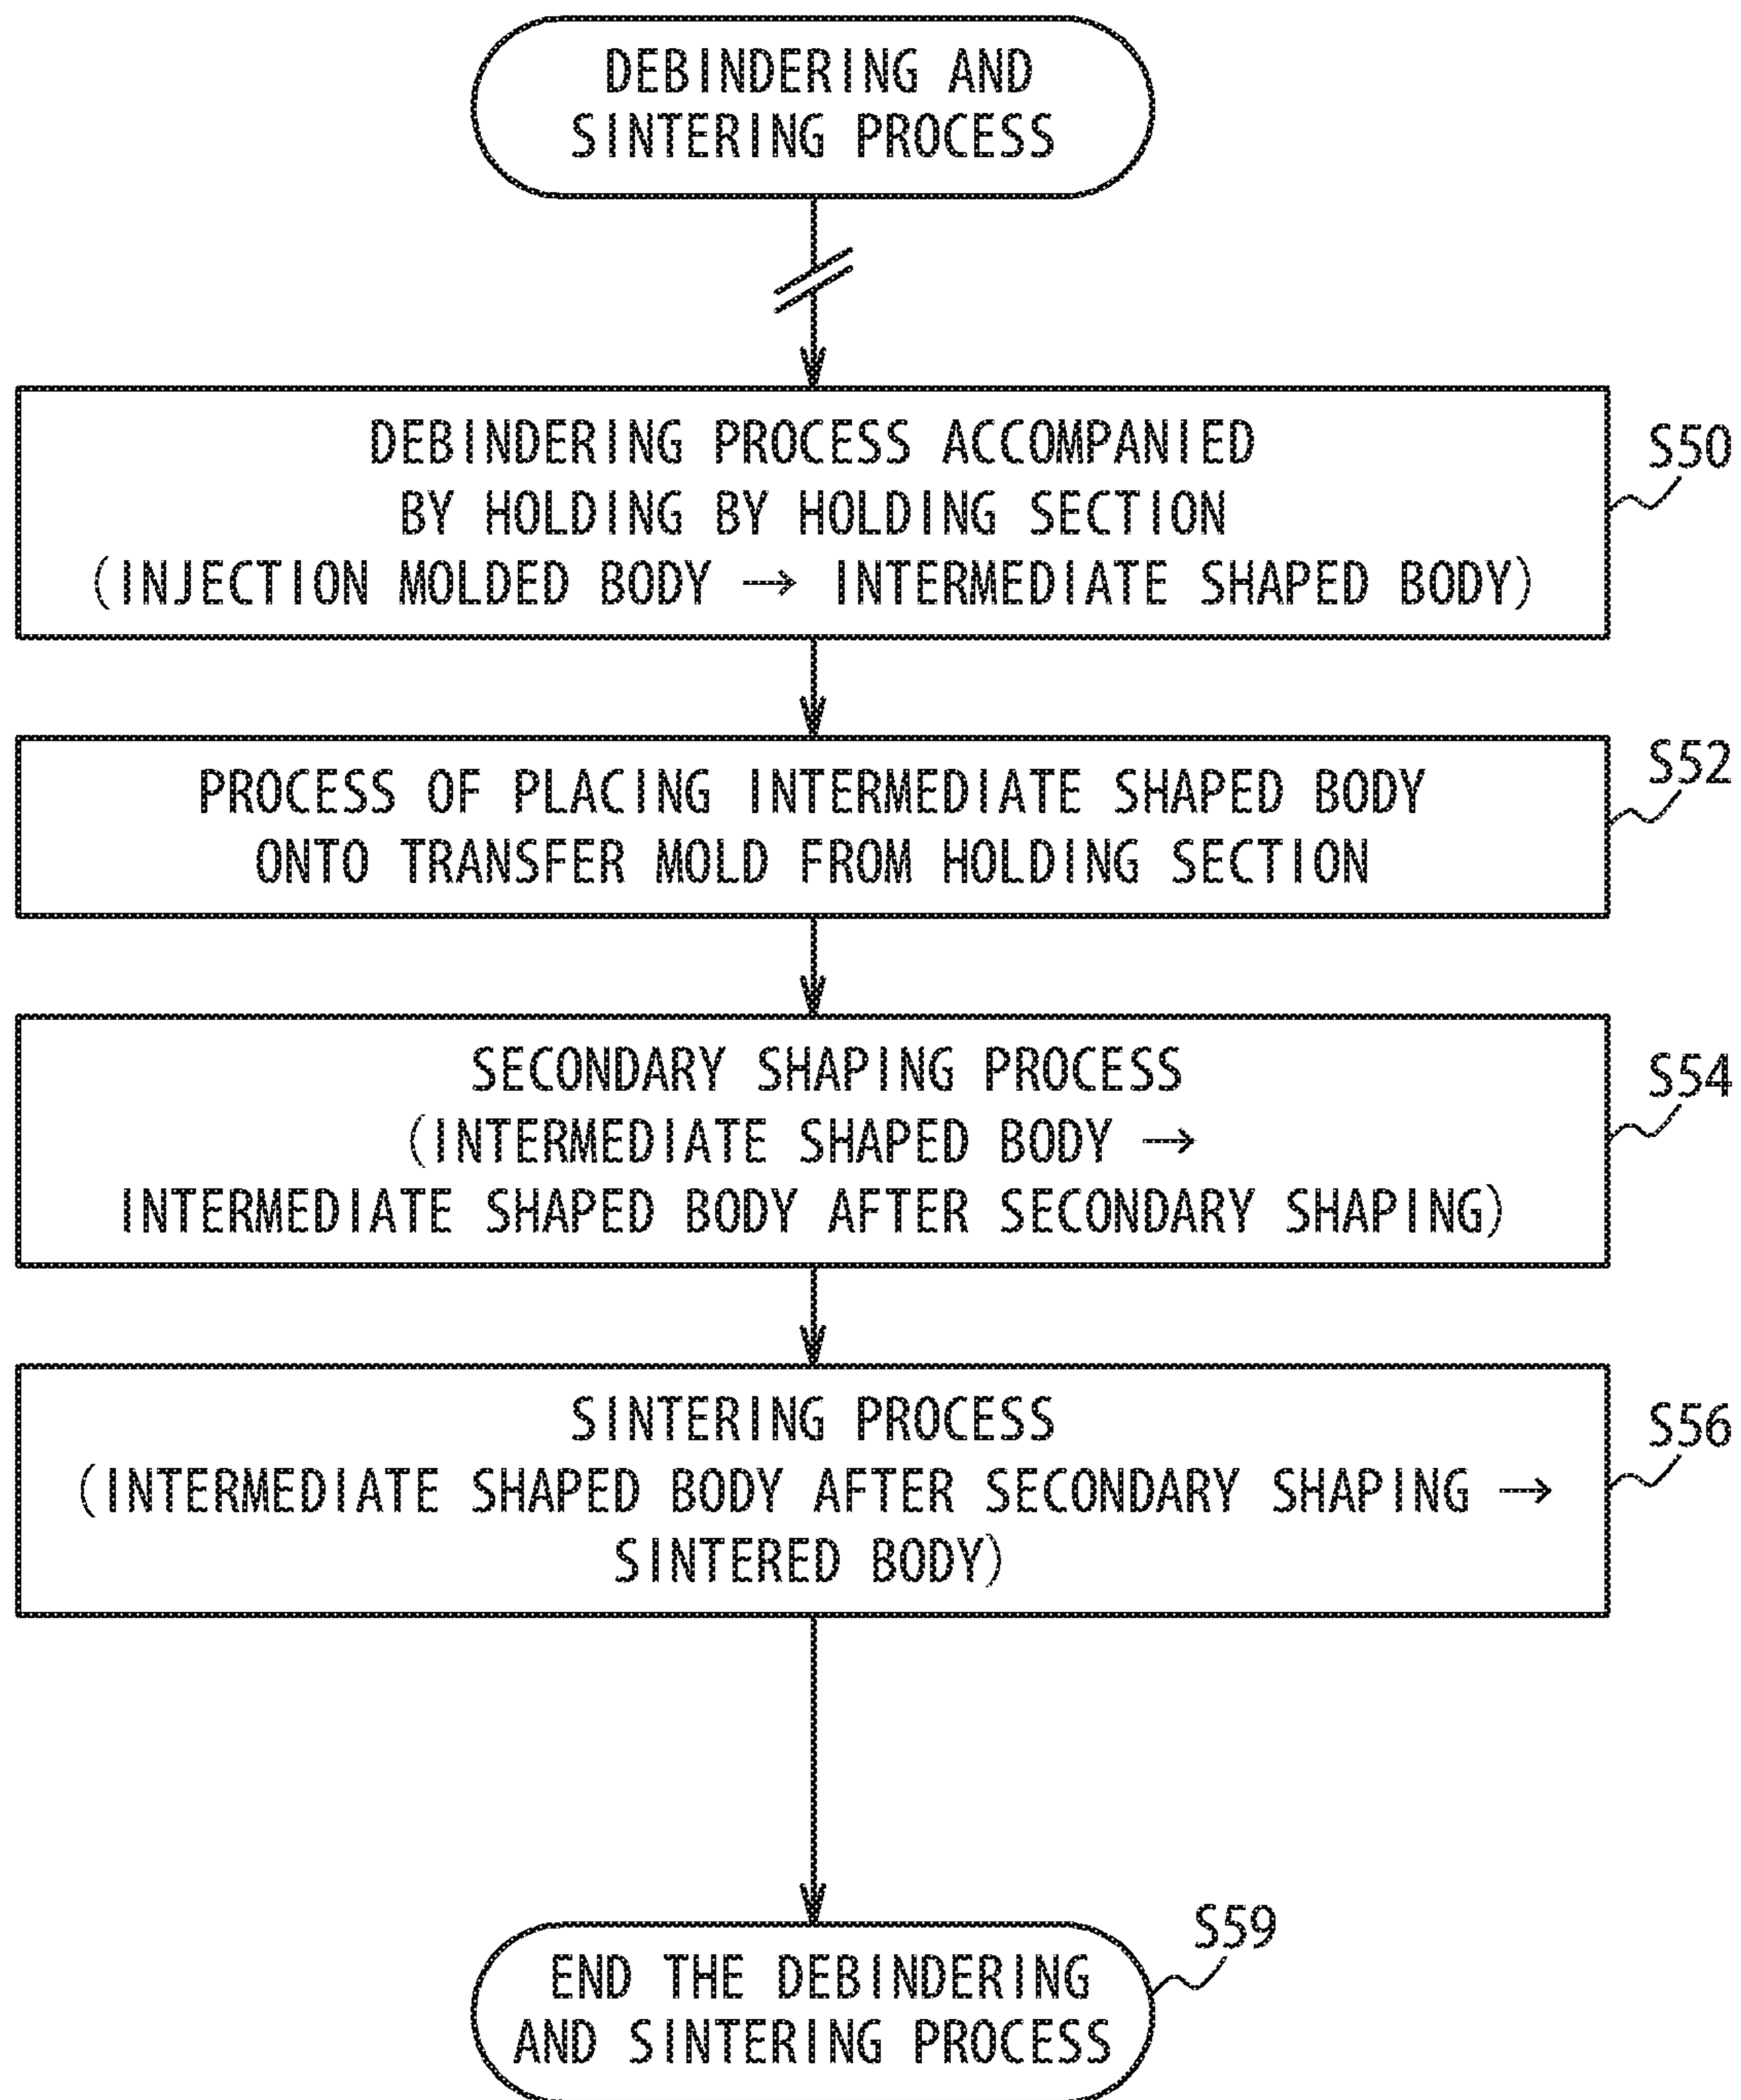 DEBINDERING AND
SINTERING PROCESS
DEBINDERING PROCESS ACCOMPANIED
BY HOLDING BY HOLDING SECTION
(INJECTION MOLDED BODY → INTERMEDIATE SHAPED BODY)
S50
PROCESS OF PLACING INTERMEDIATE SHAPED BODY
ONTO TRANSFER MOLD FROM HOLDING SECTION
S52
SECONDARY SHAPING PROCESS
(INTERMEDIATE SHAPED BODY →
INTERMEDIATE SHAPED BODY AFTER SECONDARY SHAPING)
S54
SINTERING PROCESS
(INTERMEDIATE SHAPED BODY AFTER SECONDARY SHAPING →
SINTERED BODY)
S56
END THE DEBINDERING
AND SINTERING PROCESS
S59